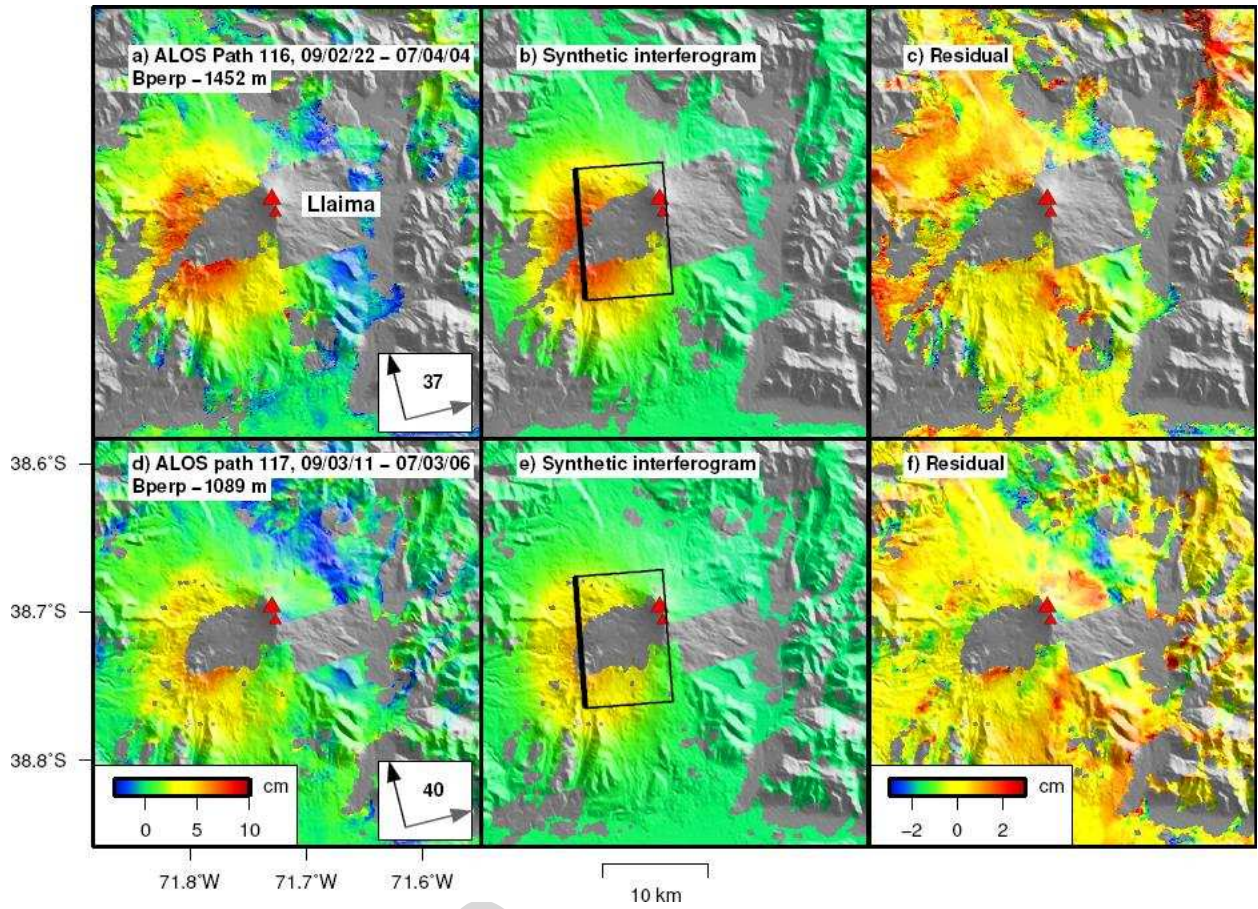 a) ALOS Path 116, 09/02/22 – 07/04/04
Bperp –1452 m
b) Synthetic interferogram
c) Residual
Llaima
37
38.6°S
38.7°S
38.8°S
d) ALOS path 117, 09/03/11 – 07/03/06
Bperp –1089 m
e) Synthetic interferogram
f) Residual
cm
0 5 10
40
cm
−2 0 2
71.8°W 71.7°W 71.6°W
10 km